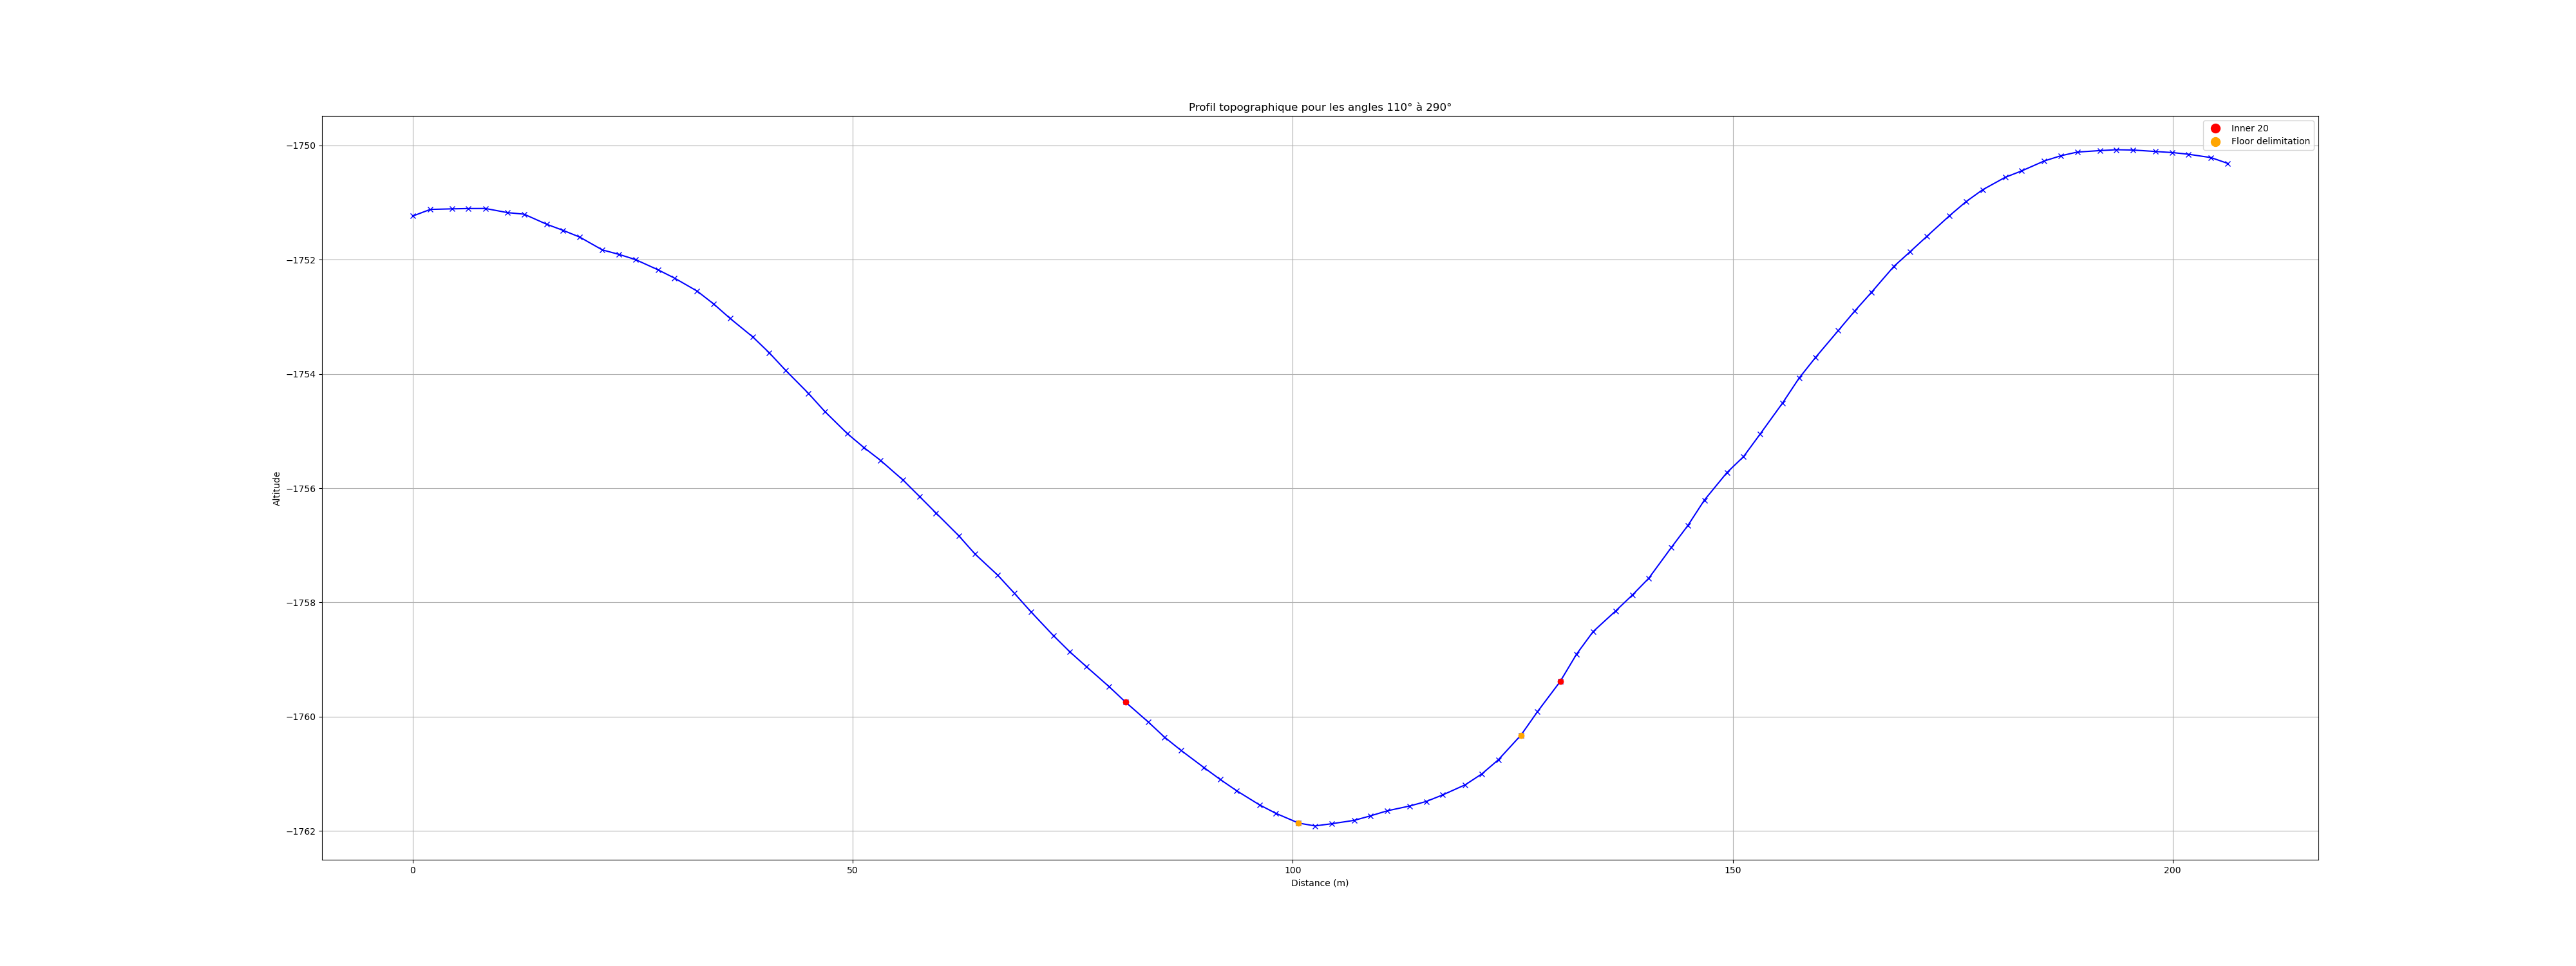 Profil topographique pour les angles 110° à 290°
Inner 20
Floor delimitation
−1750
−1752
−1754
−1756
−1758
−1760
−1762
Altitude
0 50 100 150 200
Distance (m)